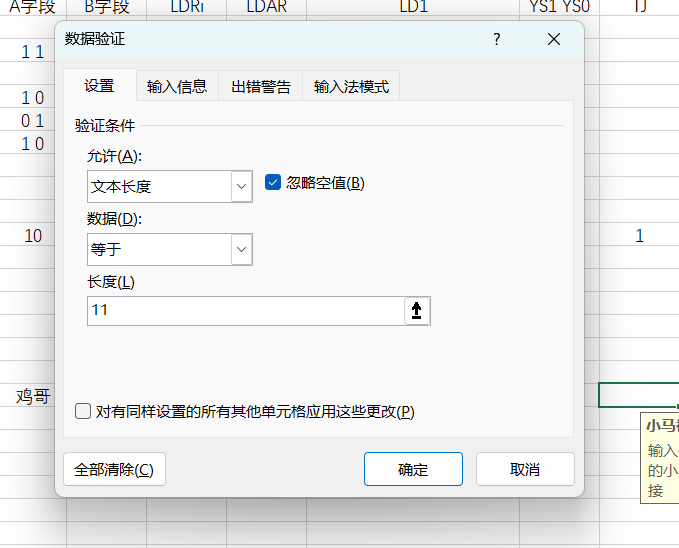 A字段 B字段 LDRi LDAR LD1 YS1 YS0 TJ
数据验证 ?
1 1
设置 输入信息 出错警告 输入法模式
1 0
0 1
验证条件
1 0
允许(A):
文本长度 忽略空值(B)
数据(D):
10 1
等于
长度(L)
11
鸡哥
对有同样设置的所有其他单元格应用这些更改(P)
小马
输入
的小
全部清除(C) 确定 取消
接